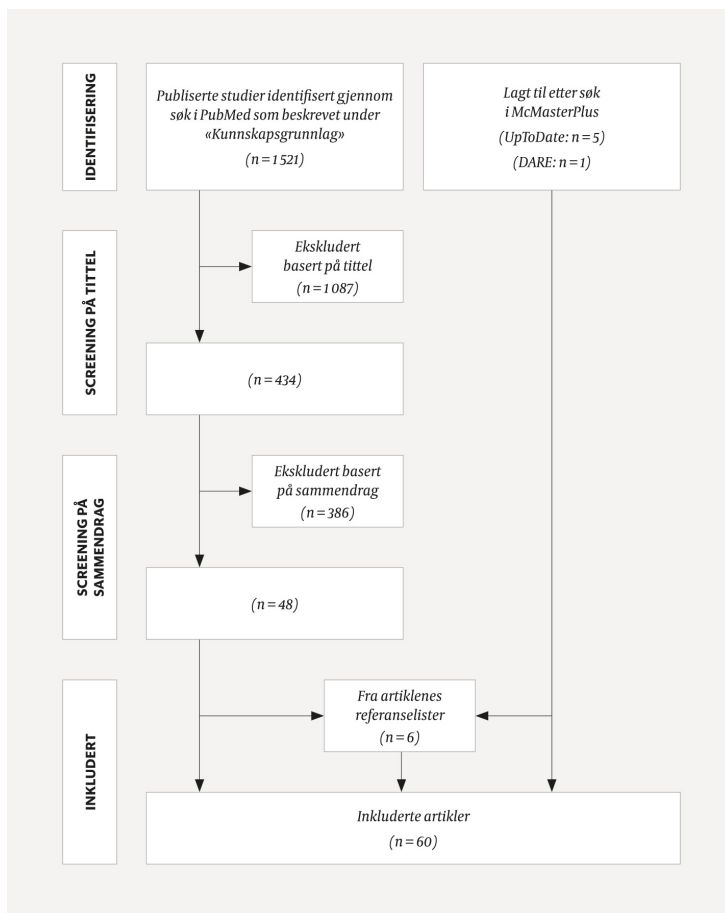 IDENTIFISERING
Publiserte studier identifisert gjennom
søk i PubMed som beskrevet under
«Kunnskapsgrunnlag»
(n = 1 521)
Lagt til etter søk
i McMasterPlus
(UpToDate: n = 5)
(DARE: n = 1)
SCREENING PÅ TITTEL
Ekskludert
basert på tittel
(n = 1 087)
(n = 434)
SCREENING PÅ
SAMMENDRAG
Ekskludert basert
på sammendrag
(n = 386)
(n = 48)
INKLUDERT
Fra artiklenes
referanselister
(n = 6)
Inkluderte artikler
(n = 60)